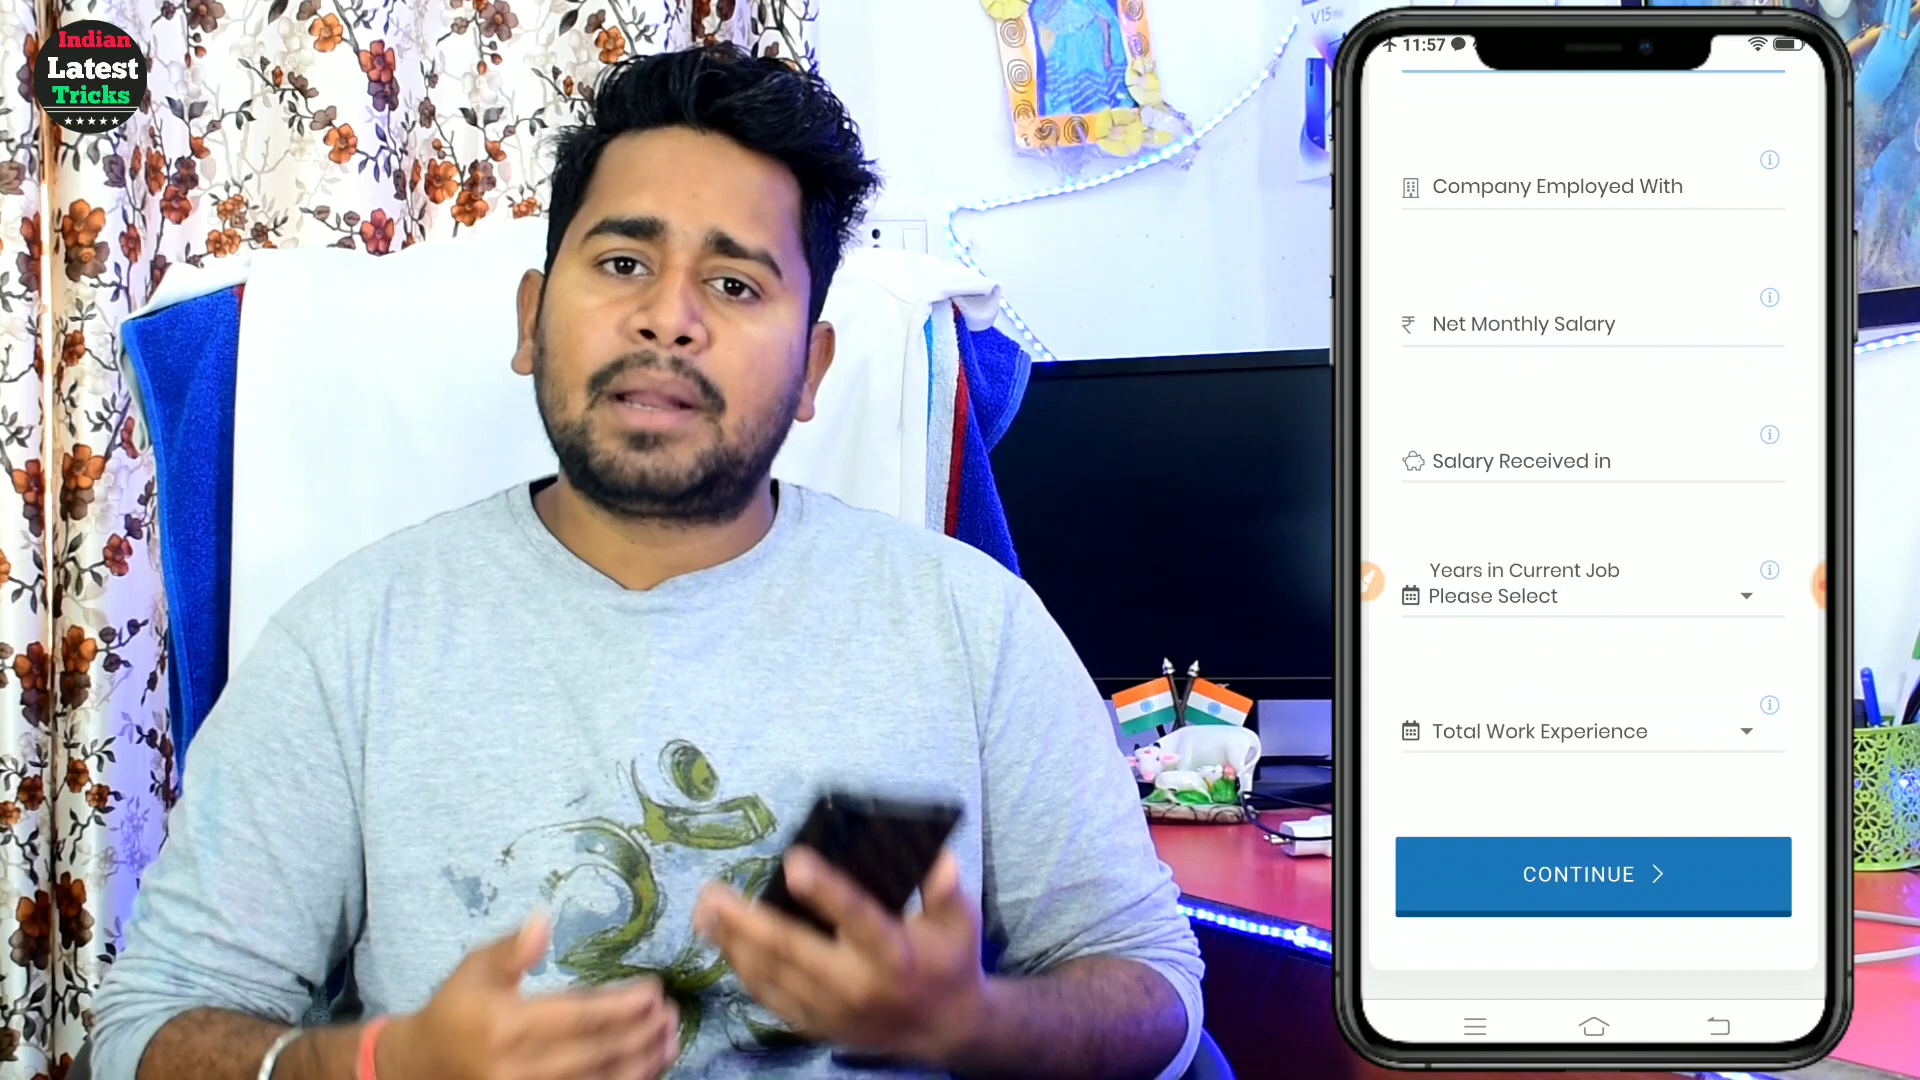 Indian
Latest
Tricks
V15
11:57
Company Employed With
₹ Net Monthly Salary
Salary Received in
Years in Current Job
Please Select
Total Work Experience
CONTINUE